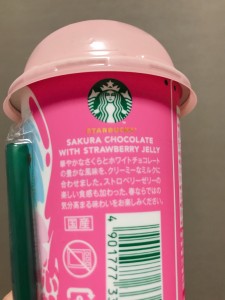 STARBUCKS
SAKURA CHOCOLATE
WITH STRAWBERRY JELLY
華やかなさくらとホワイトチョコレート
の豊かな風味を、クリーミーなミルクに
合わせました。ストロベリーゼリーの
楽しい食感も加わった、春ならではの
気分高まる味わいをお楽しみください。
国産
4901777 33